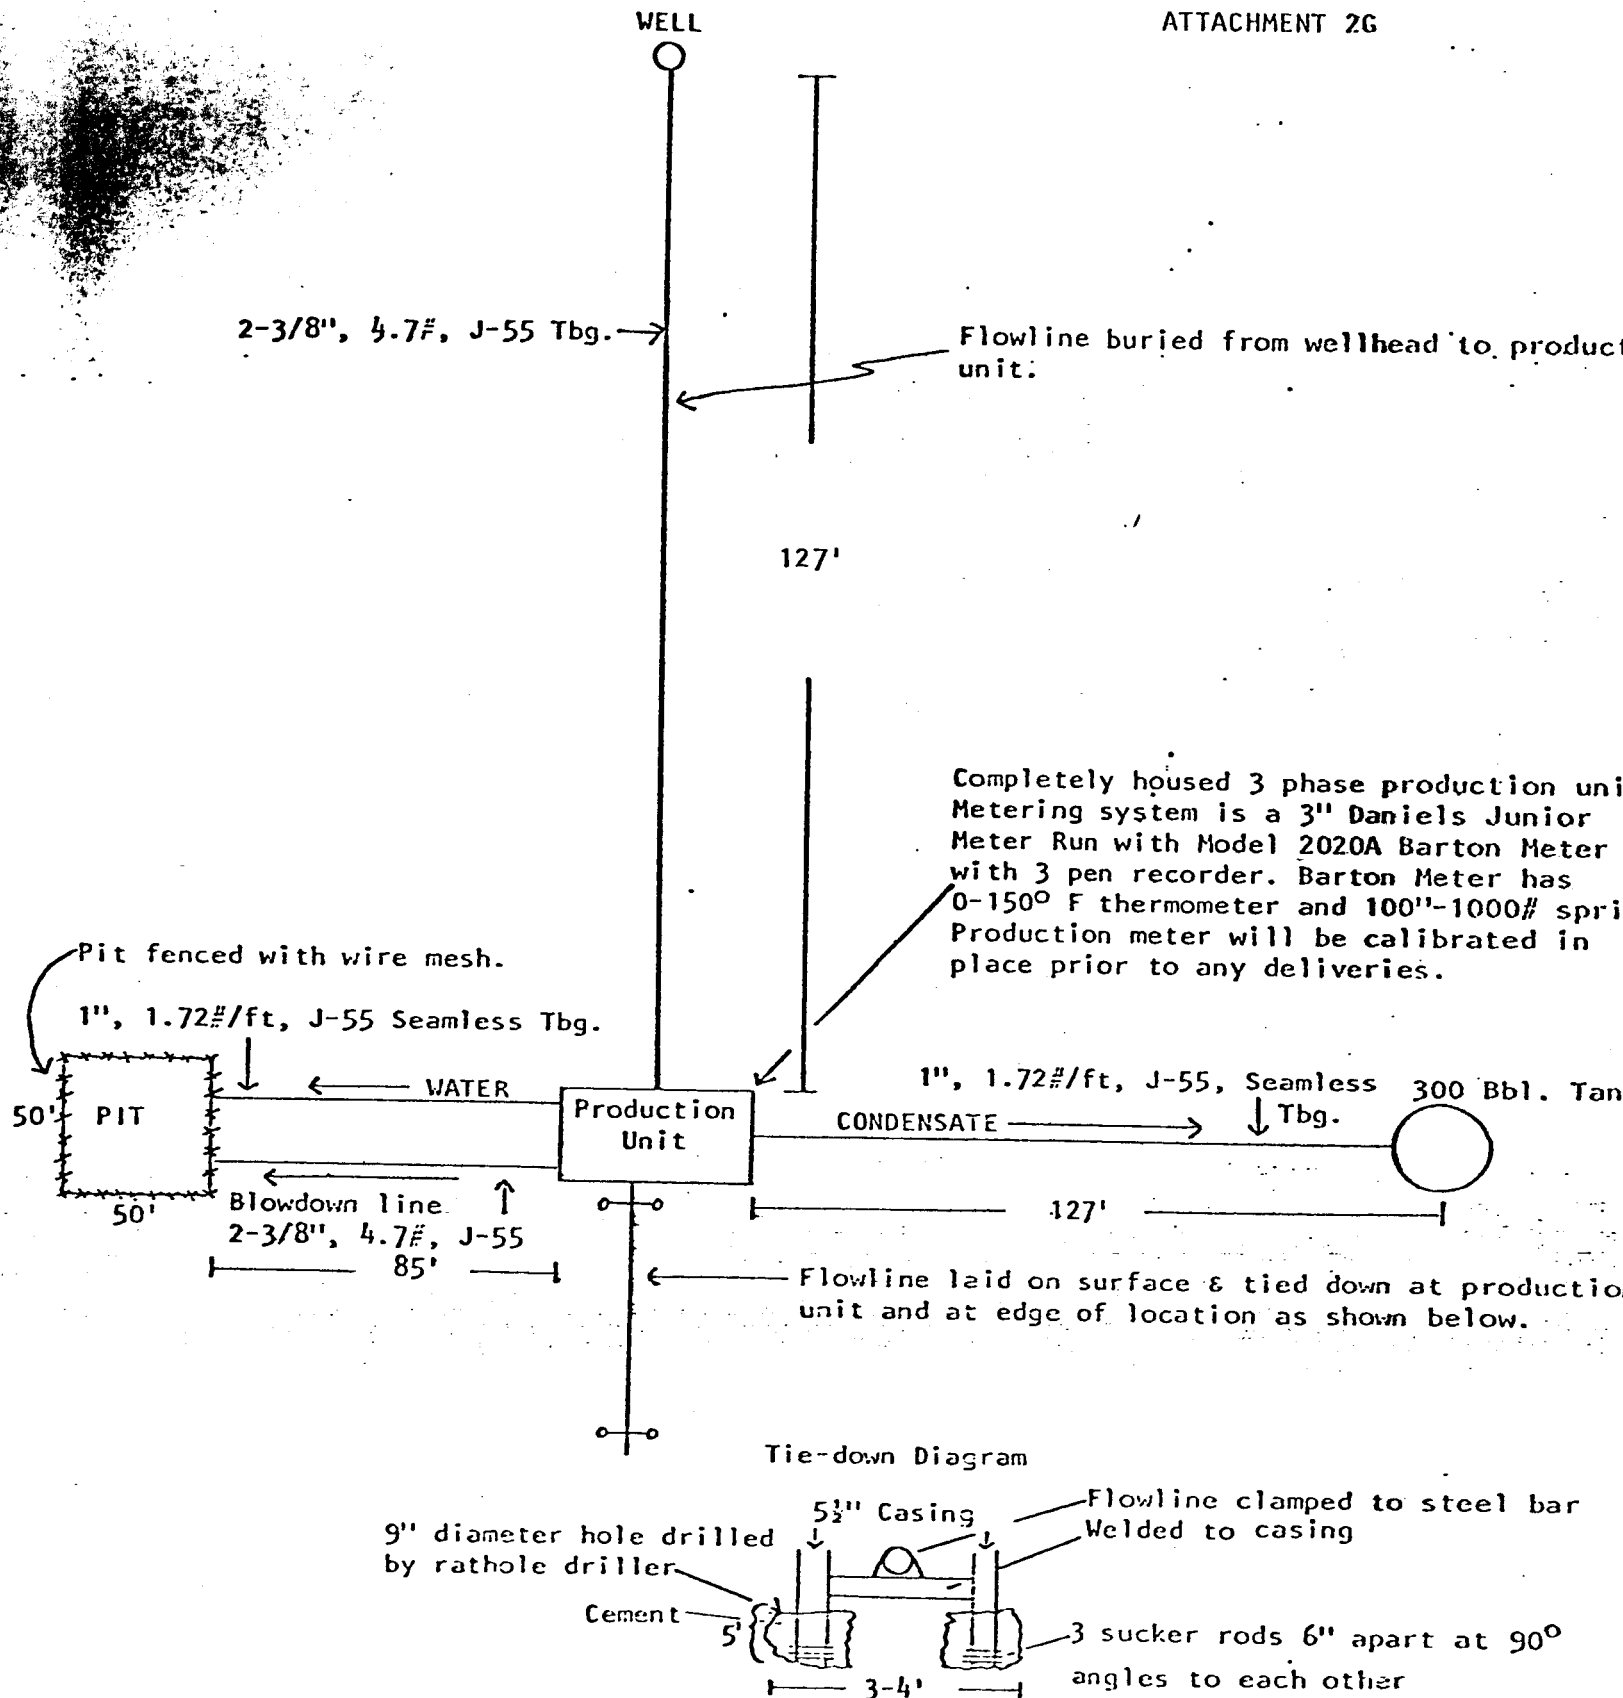 WELL
ATTACHMENT 2G
2-3/8", 4.7#, J-55 Tbg.
Flowline buried from wellhead to product
unit.
127'
Completely housed 3 phase production uni
Metering system is a 3" Daniels Junior
Meter Run with Model 2020A Barton Meter
with 3 pen recorder. Barton Meter has
0-150º F thermometer and 100"-1000# spri
Production meter will be calibrated in
place prior to any deliveries.
Pit fenced with wire mesh.
1", 1.72#/ft, J-55 Seamless Tbg.
WATER
50'
PIT
Production
Unit
1", 1.72#/ft, J-55, Seamless
Tbg.
300 Bbl. Tan
CONDENSATE
50'
Blowdown line
2-3/8", 4.7#, J-55
85'
127'
Flowline laid on surface & tied down at productio
unit and at edge of location as shown below.
Tie-down Diagram
5½" Casing
Flowline clamped to steel bar
Welded to casing
9" diameter hole drilled
by rathole driller
Cement
5'
3 sucker rods 6" apart at 90º
angles to each other
3-4'